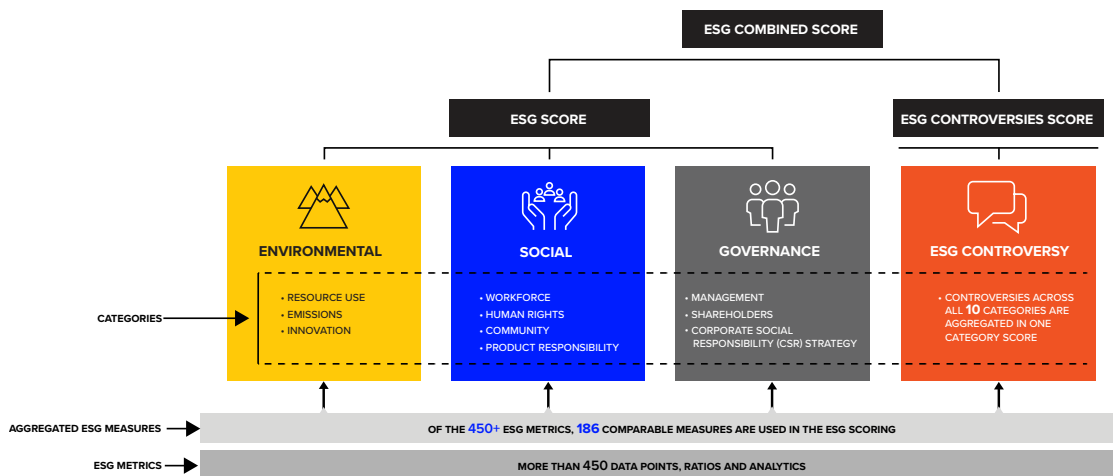 ESG COMBINED SCORE
ESG SCORE
ESG CONTROVERSIES SCORE
ENVIRONMENTAL
SOCIAL
GOVERNANCE
ESG CONTROVERSY
CATEGORIES
• RESOURCE USE
• EMISSIONS
• INNOVATION
• WORKFORCE
• HUMAN RIGHTS
• COMMUNITY
• PRODUCT RESPONSIBILITY
• MANAGEMENT
• SHAREHOLDERS
• CORPORATE SOCIAL
RESPONSIBILITY (CSR) STRATEGY
• CONTROVERSIES ACROSS
ALL 10 CATEGORIES ARE
AGGREGATED IN ONE
CATEGORY SCORE
AGGREGATED ESG MEASURES
OF THE 450+ ESG METRICS, 186 COMPARABLE MEASURES ARE USED IN THE ESG SCORING
ESG METRICS
MORE THAN 450 DATA POINTS, RATIOS AND ANALYTICS